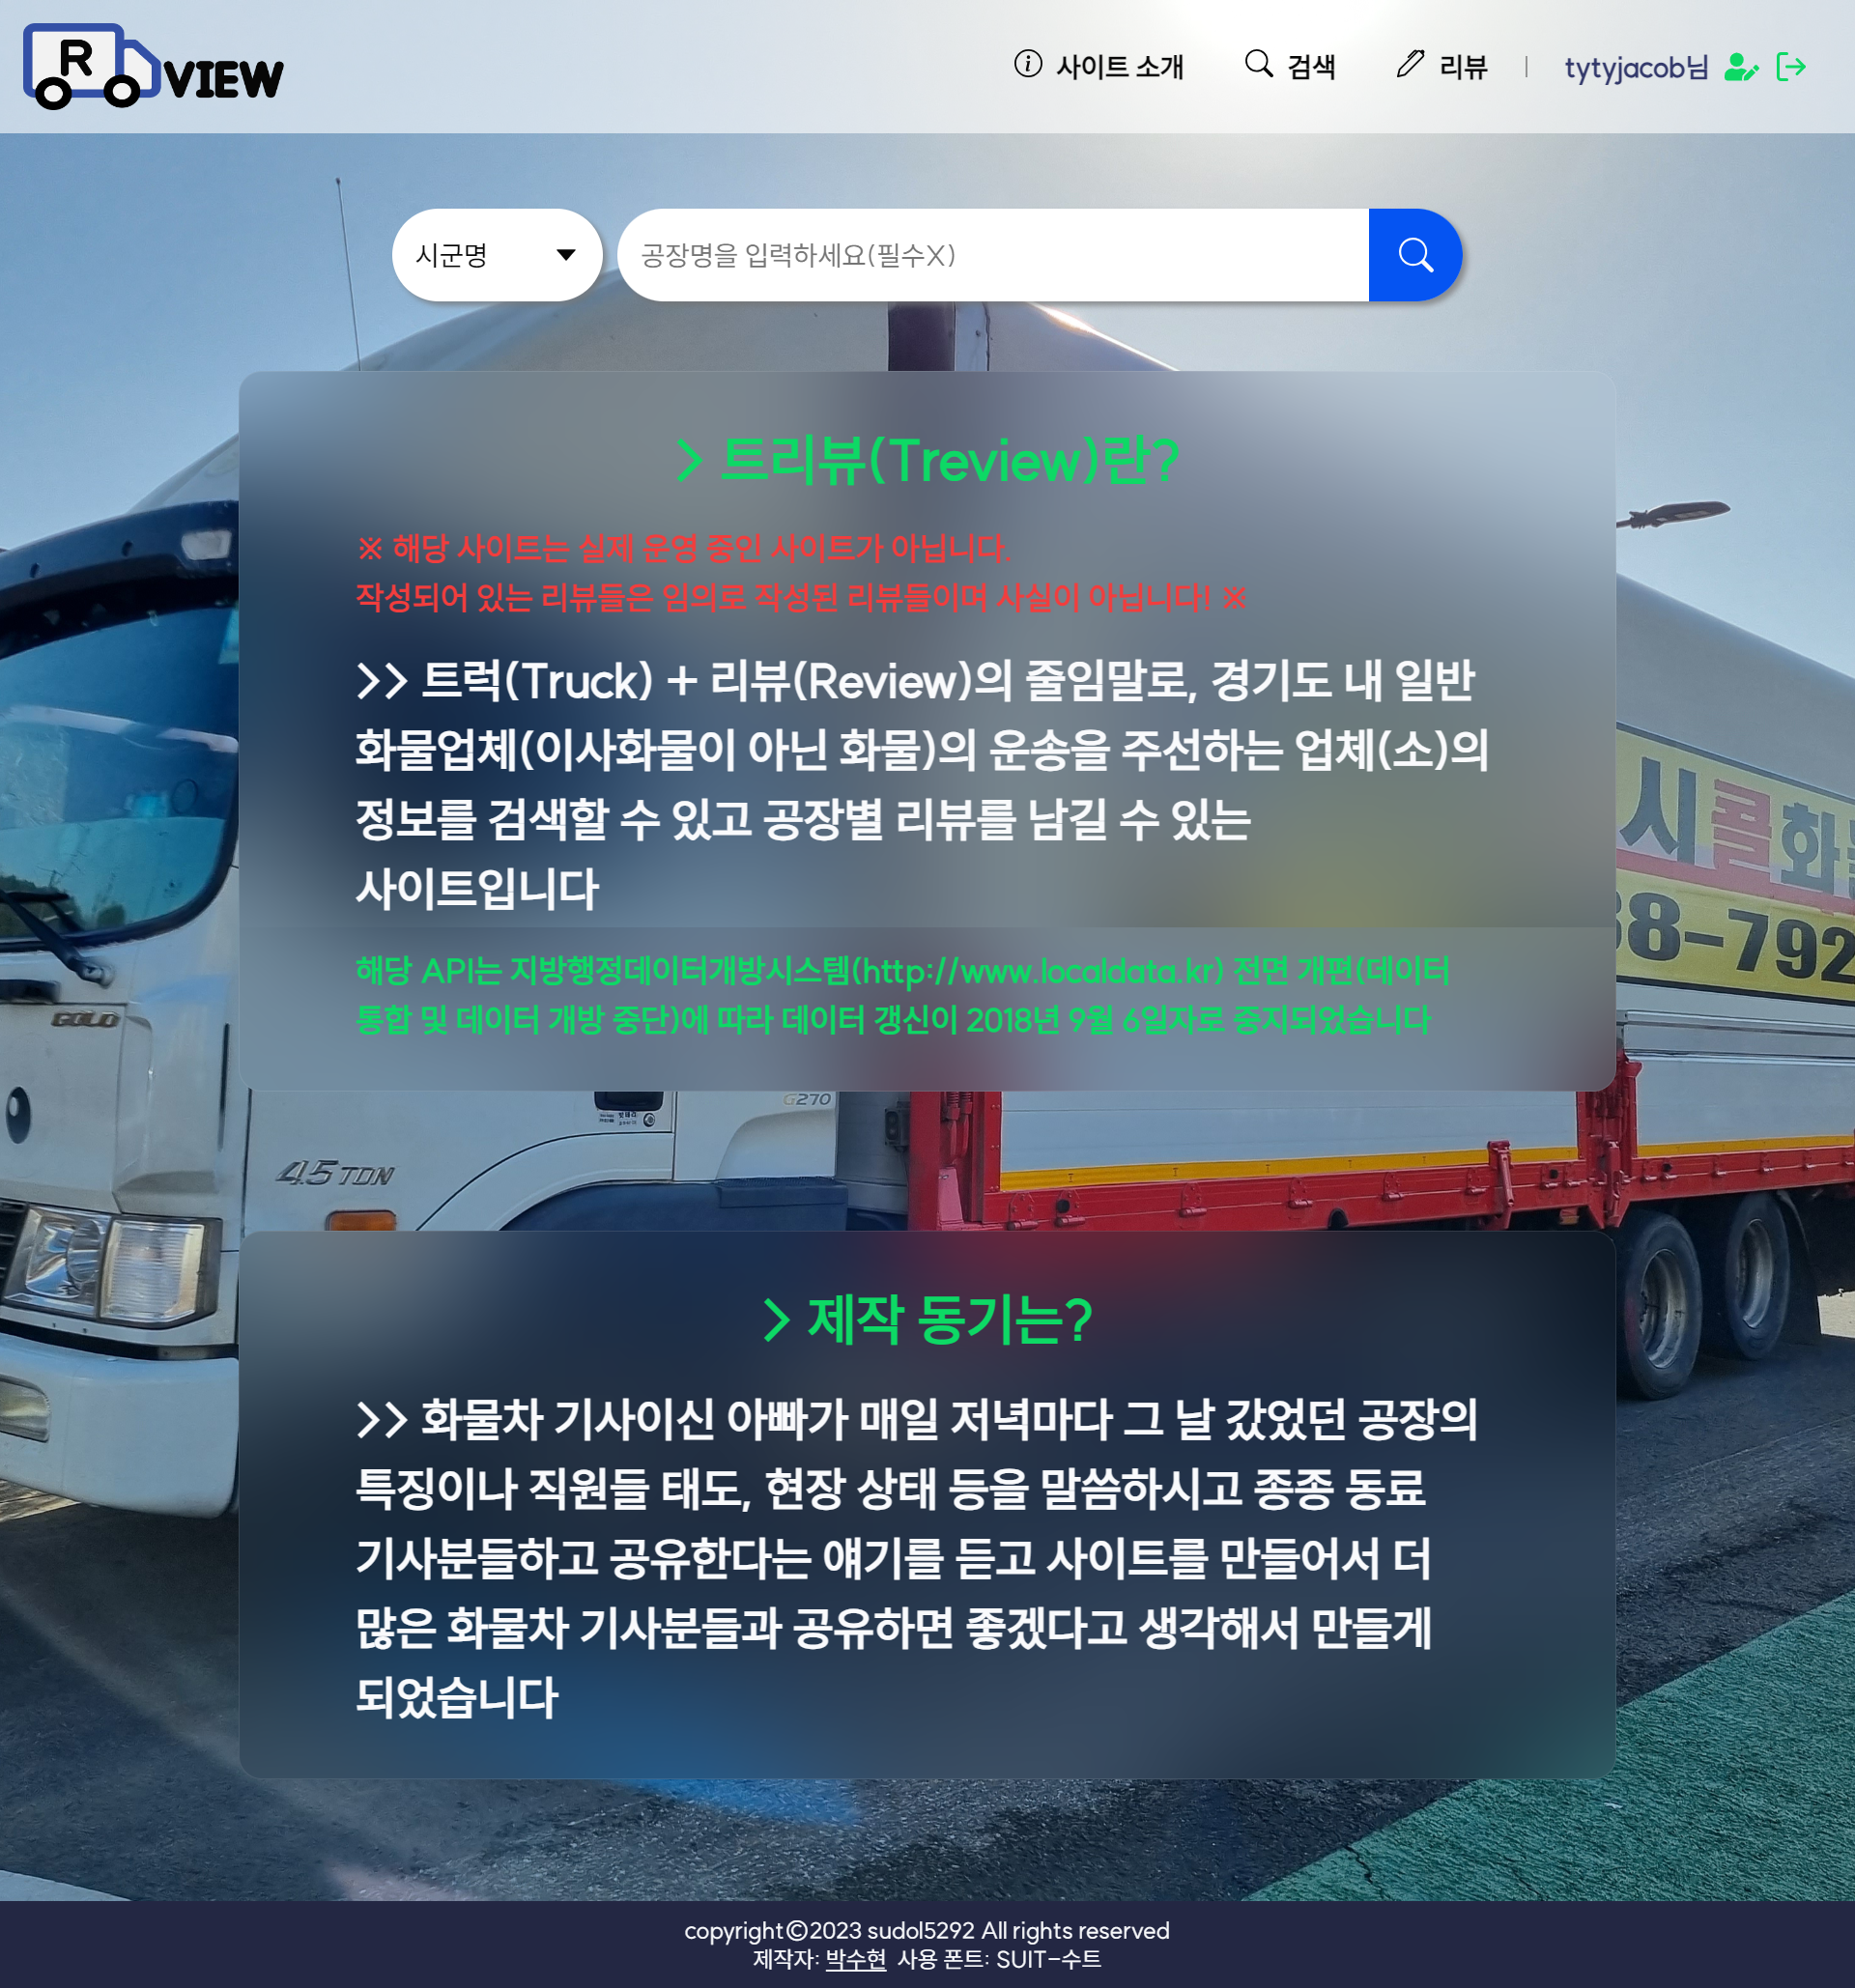 R VIEW
사이트 소개 검색 리뷰 | tytyjacob님
시군명 공장명을 입력하세요(필수X)
> 트리뷰(Treview)란?
※ 해당 사이트는 실제 운영 중인 사이트가 아닙니다.
작성되어 있는 리뷰들은 임의로 작성된 리뷰들이며 사실이 아닙니다! ※
>> 트럭(Truck) + 리뷰(Review)의 줄임말로, 경기도 내 일반
화물업체(이사화물이 아닌 화물)의 운송을 주선하는 업체(소)의
정보를 검색할 수 있고 공장별 리뷰를 남길 수 있는
사이트입니다
시콜화
8-792
해당 API는 지방행정데이터개방시스템(http://www.localdata.kr) 전면 개편(데이터
통합 및 데이터 개방 중단)에 따라 데이터 갱신이 2018년 9월 6일자로 중지되었습니다
GOLD
G270
4.5 TON
> 제작 동기는?
>> 화물차 기사이신 아빠가 매일 저녁마다 그 날 갔었던 공장의
특징이나 직원들 태도, 현장 상태 등을 말씀하시고 종종 동료
기사분들하고 공유한다는 얘기를 듣고 사이트를 만들어서 더
많은 화물차 기사분들과 공유하면 좋겠다고 생각해서 만들게
되었습니다
copyright©2023 sudol5292 All rights reserved
제작자: 박수현 사용 폰트: SUIT-수트